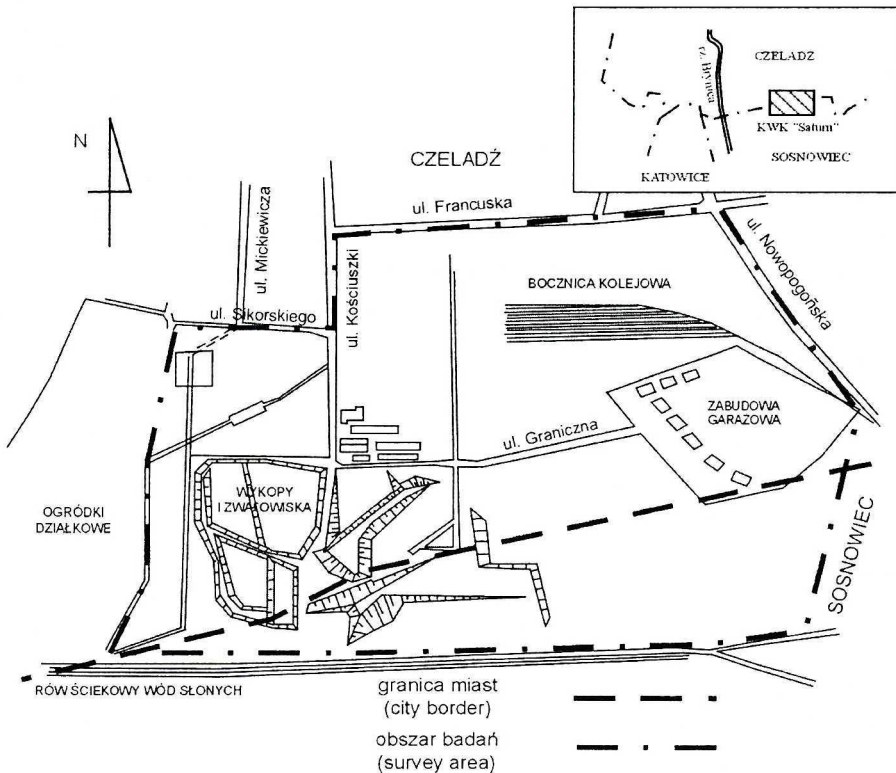 CZELADŹ
cz. Brynica
KWK "Saturn"
SOSNOWIEC
KATOWICE
N
CZELADŹ
ul. Francuska
ul. Mickiewicza
ul. Kościuszki
ul. Nowopogońska
BOCZNICA KOLEJOWA
ul. Sikorskiego
ZABUDOWA
GARAŻOWA
ul. Graniczna
WYKOPY
I ZWAŁOWISKA
OGRÓDKI
DZIAŁKOWE
SOSNOWIEC
RÓW ŚCIEKOWY WÓD SŁONYCH
granica miast
(city border)
obszar badań
(survey area)